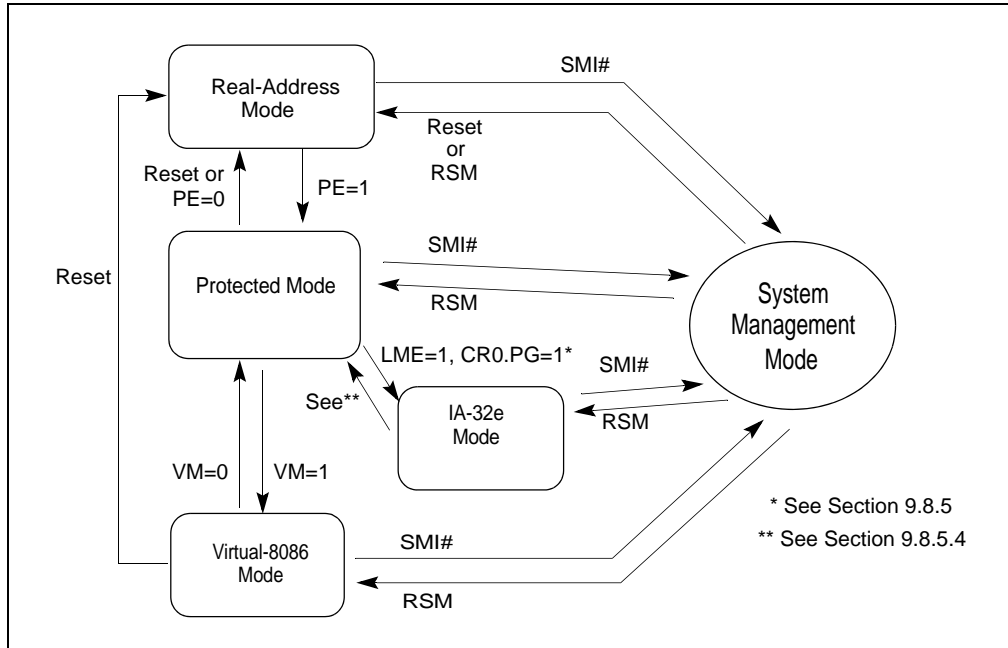 SMI#
Real-Address
Mode
Reset
or
RSM
Reset or
PE=0
PE=1
SMI#
Reset
Protected Mode
RSM
System
Management
Mode
LME=1, CR0.PG=1*
SMI#
See**
IA-32e
Mode
RSM
VM=0
VM=1
* See Section 9.8.5
** See Section 9.8.5.4
Virtual-8086
Mode
SMI#
RSM